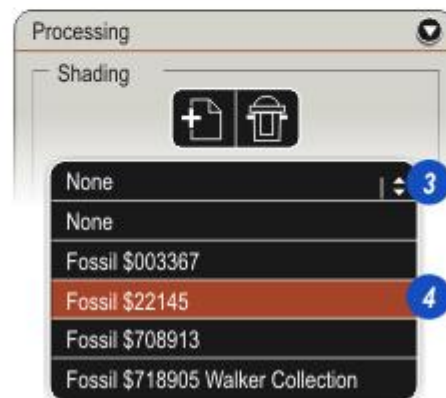 Processing
Shading
None
3
None
Fossil $003367
Fossil $22145
4
Fossil $708913
Fossil $718905 Walker Collection